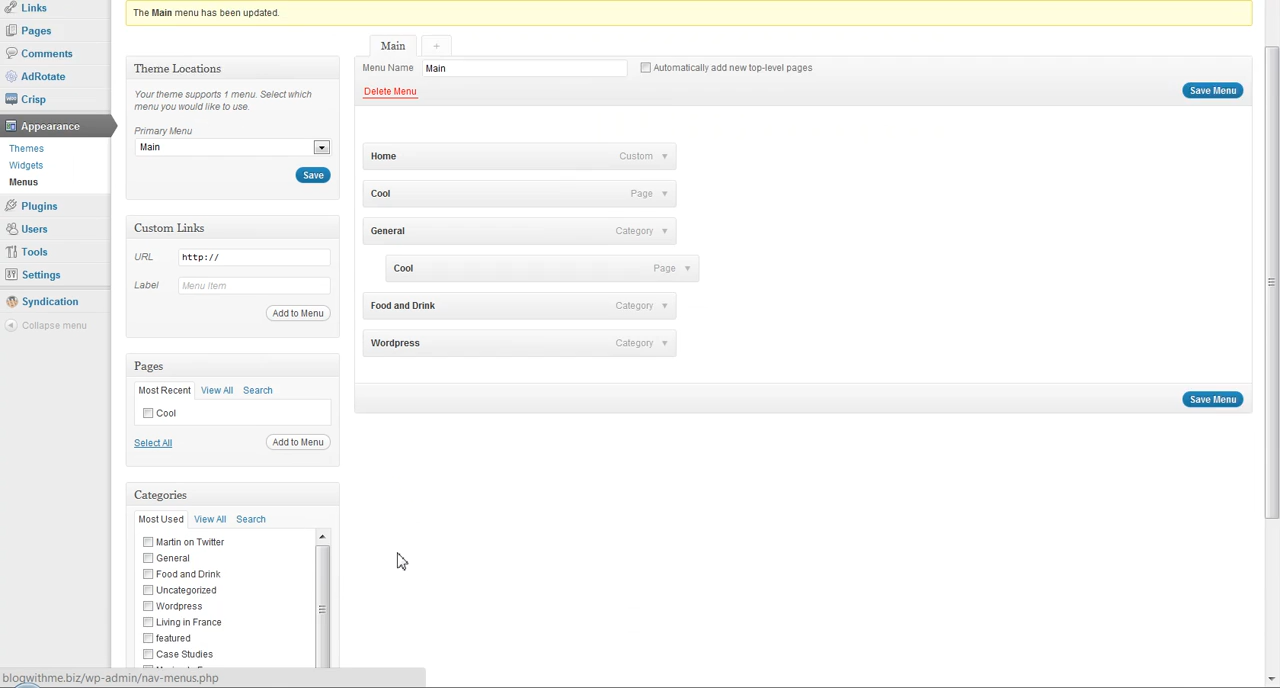 Links
Pages
Comments
AdRotate
Crisp
Appearance
Themes
Widgets
Menus
Plugins
Users
Tools
Settings
Syndication
Collapse menu
The Main menu has been updated.
Theme Locations
Your theme supports 1 menu. Select which
menu you would like to use.
Primary Menu
Main
Save
Custom Links
URL http://
Label Menu Item
Add to Menu
Pages
Most Recent View All Search
Cool
Select All Add to Menu
Categories
Most Used View All Search
Martin on Twitter
General
Food and Drink
Uncategorized
Wordpress
Living in France
featured
Case Studies
Main +
Menu Name Main Automatically add new top-level pages
Delete Menu Save Menu
Home Custom
Cool Page
General Category
Cool Page
Food and Drink Category
Wordpress Category
Save Menu
blogwithme.biz/wp-admin/nav-menus.php